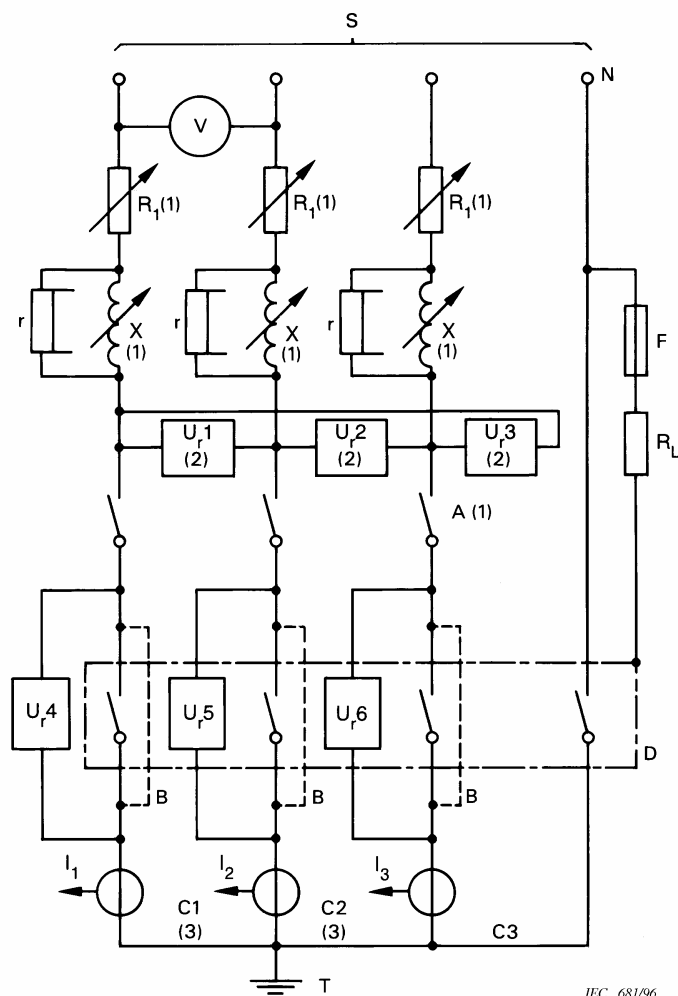 S
N
V
R1(1) R1(1) R1(1)
r X (1) r X (1) r X (1)
F
Ur1 (2) Ur2 (2) Ur3 (2)
RL
A (1)
Ur4 Ur5 Ur6
D
B B B
I1 I2 I3
C1 (3) C2 (3) C3
T
IEC 681/96